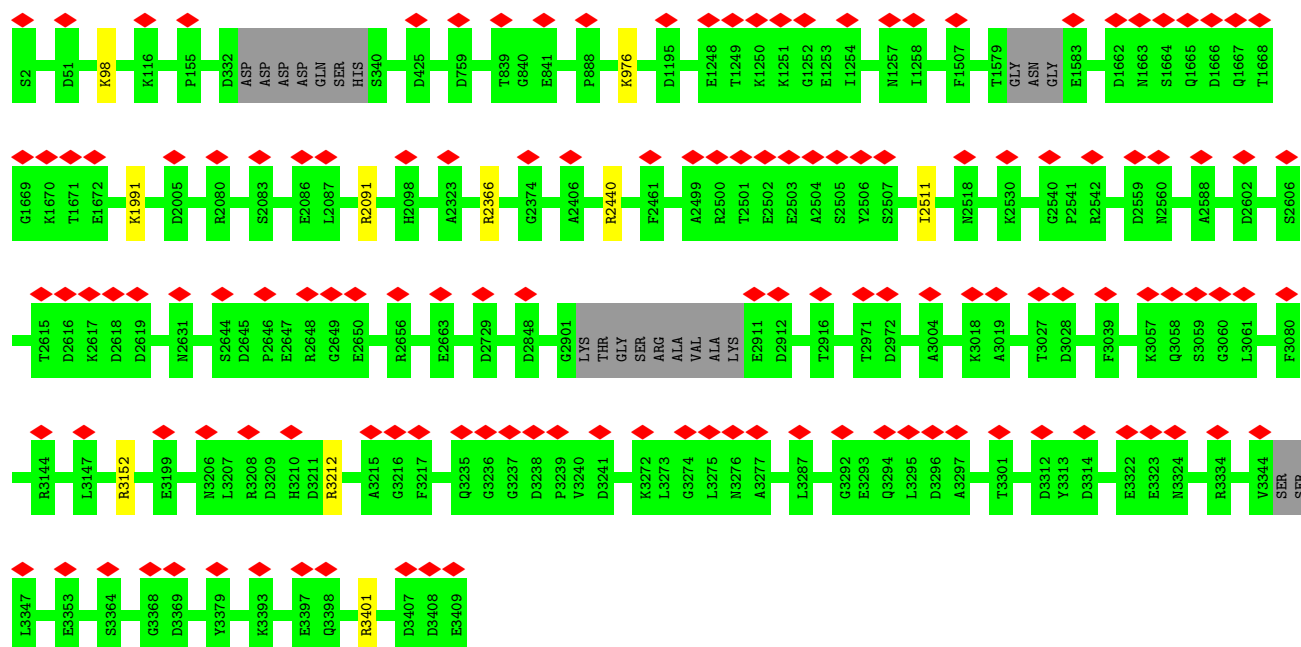 S2 D51 K98 K116 P155 D332 ASP ASP ASP ASP GLN SER HIS S340 D425 D759 T839 G840 E841 P888 K976 D1195 E1248 T1249 K1250 K1251 G1252 E1253 I1254 N1257 I1258 F1507 T1579 GLY ASN GLY E1583 D1662 N1663 S1664 Q1665 D1666 Q1667 T1668
G1669 K1670 T1671 E1672 K1991 D2005 R2080 S2083 E2086 L2087 R2091 H2098 A2323 R2366 G2374 A2406 R2440 F2461 A2499 R2500 T2501 E2502 E2503 A2504 S2505 Y2506 S2507 I2511 N2518 K2530 G2540 P2541 R2542 D2559 N2560 A2588 D2602 S2606
T2615 D2616 K2617 D2618 D2619 N2631 S2644 D2645 P2646 E2647 R2648 G2649 E2650 R2656 E2663 D2729 D2848 G2901 LYS THR GLY SER ARG ALA VAL ALA LYS E2911 D2912 T2916 T2971 D2972 A3004 K3018 A3019 T3027 D3028 F3039 K3057 Q3058 S3059 G3060 L3061 F3080
R3144 L3147 R3152 E3199 N3206 L3207 R3208 D3209 H3210 D3211 R3212 A3215 G3216 F3217 Q3235 G3236 G3237 D3238 P3239 V3240 D3241 K3272 L3273 G3274 L3275 N3276 A3277 L3287 G3292 E3293 Q3294 L3295 D3296 A3297 T3301 D3312 Y3313 D3314 E3322 E3323 N3324 R3334 V3344 SER SER
L3347 E3353 S3364 G3368 D3369 Y3379 K3393 E3397 Q3398 R3401 D3407 D3408 E3409